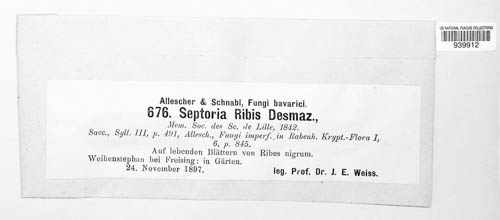 US NATIONAL FUNGUS COLLECTIONS
939912
Allescher & Schnabl, Fungi bavarici.
676. Septoria Ribis Desmaz.,
Mem. Soc. des Sc. de Lille, 1842.
Sacc., Syll. III, p. 491, Allesch., Fungi imperf. in Rabenh. Krypt.-Flora I,
6, p. 845.
Auf lebenden Blättern von Ribes nigrum.
Weihenstephan bei Freising: in Gärten.
24. November 1897. leg. Prof. Dr. J. E. Weiss.